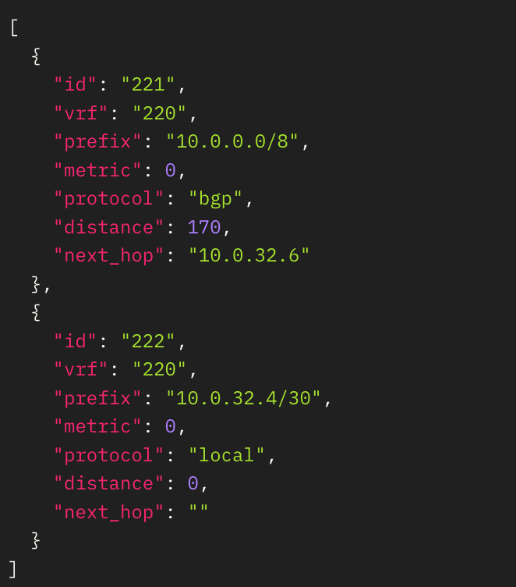 [
  {
    "id": "221",
    "vrf": "220",
    "prefix": "10.0.0.0/8",
    "metric": 0,
    "protocol": "bgp",
    "distance": 170,
    "next_hop": "10.0.32.6"
  },
  {
    "id": "222",
    "vrf": "220",
    "prefix": "10.0.32.4/30",
    "metric": 0,
    "protocol": "local",
    "distance": 0,
    "next_hop": ""
  }
]